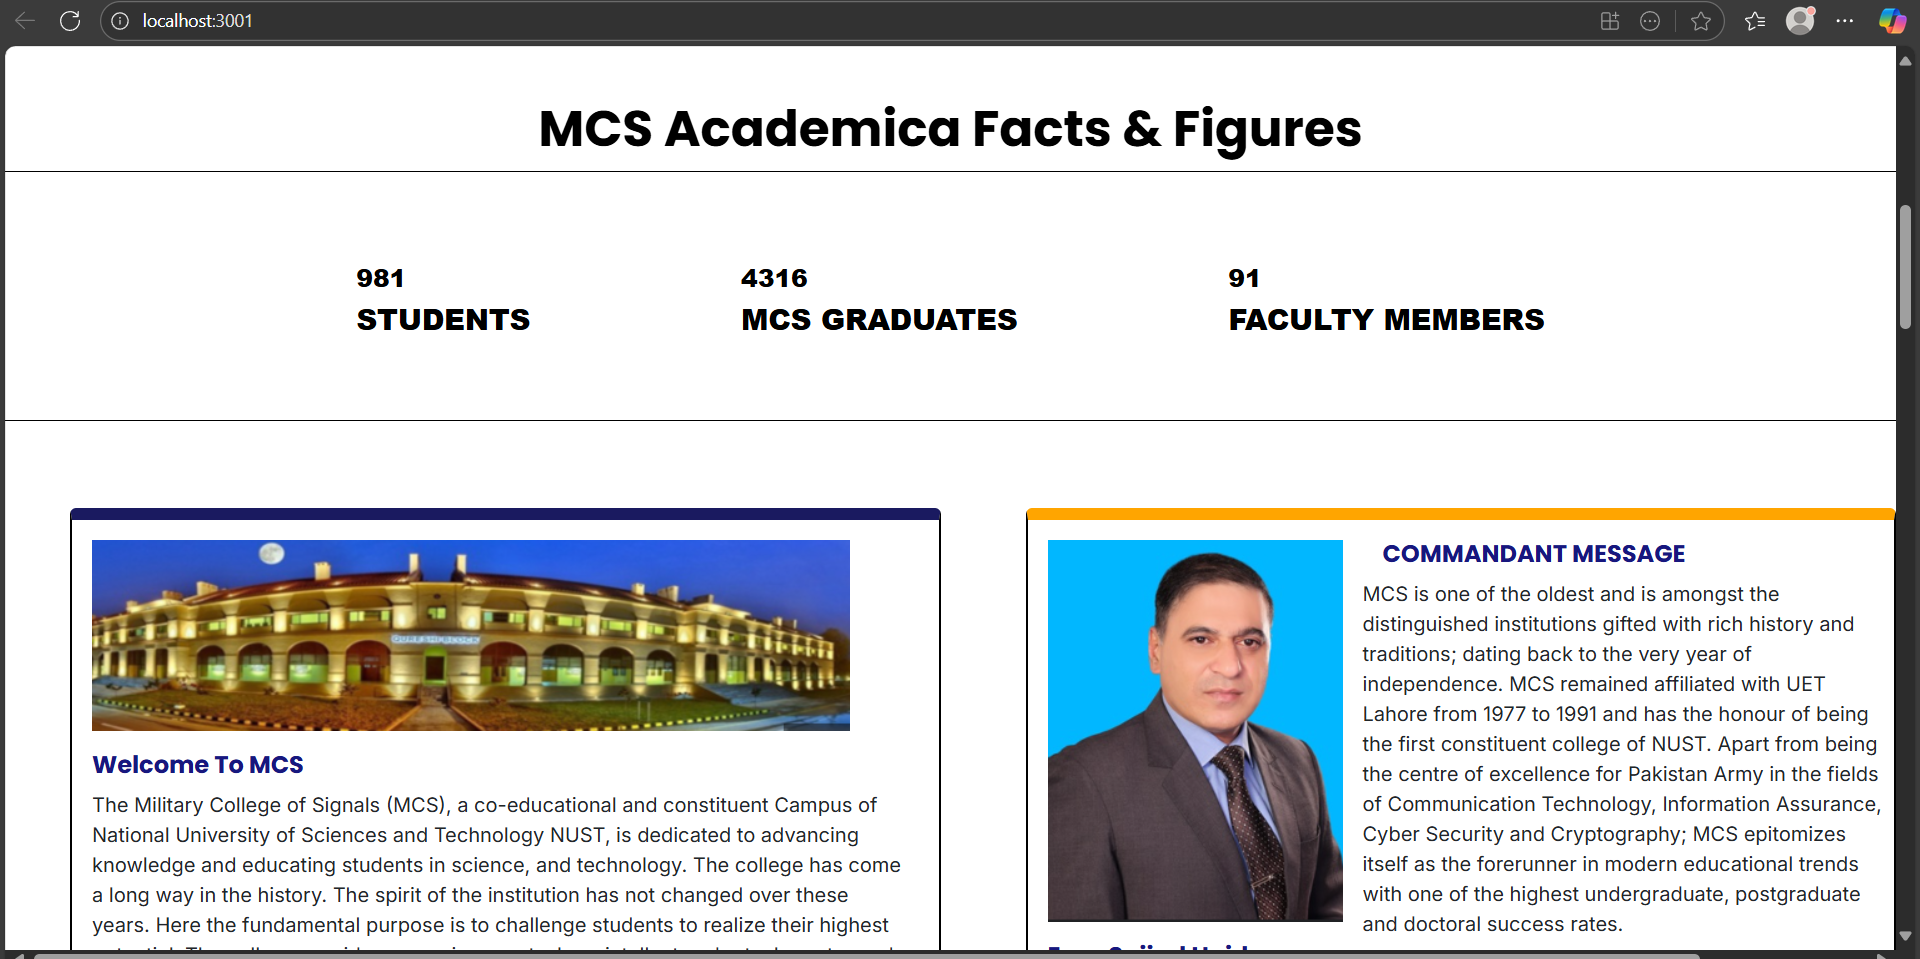 localhost:3001
MCS Academica Facts & Figures
981
STUDENTS
4316
MCS GRADUATES
91
FACULTY MEMBERS
QURESHI BLOCK
Welcome To MCS
The Military College of Signals (MCS), a co-educational and constituent Campus of
National University of Sciences and Technology NUST, is dedicated to advancing
knowledge and educating students in science, and technology. The college has come
a long way in the history. The spirit of the institution has not changed over these
years. Here the fundamental purpose is to challenge students to realize their highest
COMMANDANT MESSAGE
MCS is one of the oldest and is amongst the
distinguished institutions gifted with rich history and
traditions; dating back to the very year of
independence. MCS remained affiliated with UET
Lahore from 1977 to 1991 and has the honour of being
the first constituent college of NUST. Apart from being
the centre of excellence for Pakistan Army in the fields
of Communication Technology, Information Assurance,
Cyber Security and Cryptography; MCS epitomizes
itself as the forerunner in modern educational trends
with one of the highest undergraduate, postgraduate
and doctoral success rates.